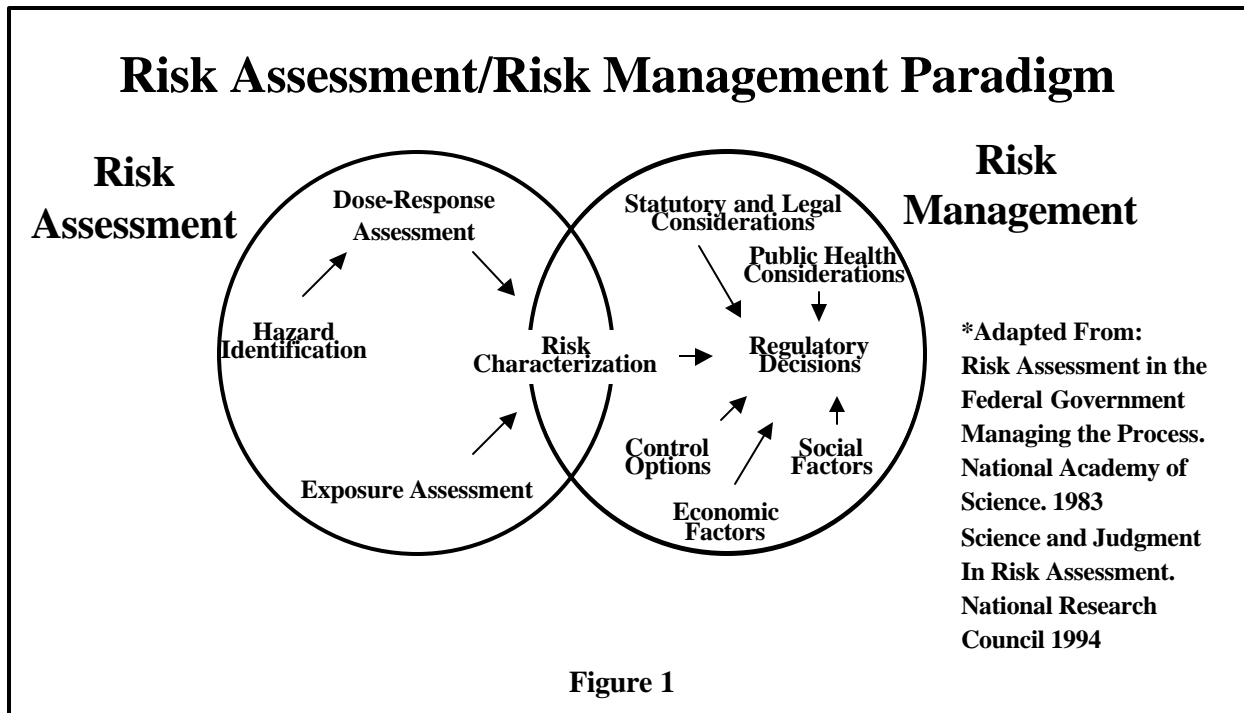 Risk Assessment/Risk Management Paradigm
Risk
Assessment
Risk
Management
Dose-Response
Assessment
Hazard
Identification
Exposure Assessment
Risk
Characterization
Statutory and Legal
Considerations
Public Health
Considerations
Regulatory
Decisions
Control
Options
Social
Factors
Economic
Factors
*Adapted From:
Risk Assessment in the
Federal Government
Managing the Process.
National Academy of
Science. 1983
Science and Judgment
In Risk Assessment.
National Research
Council 1994
Figure 1